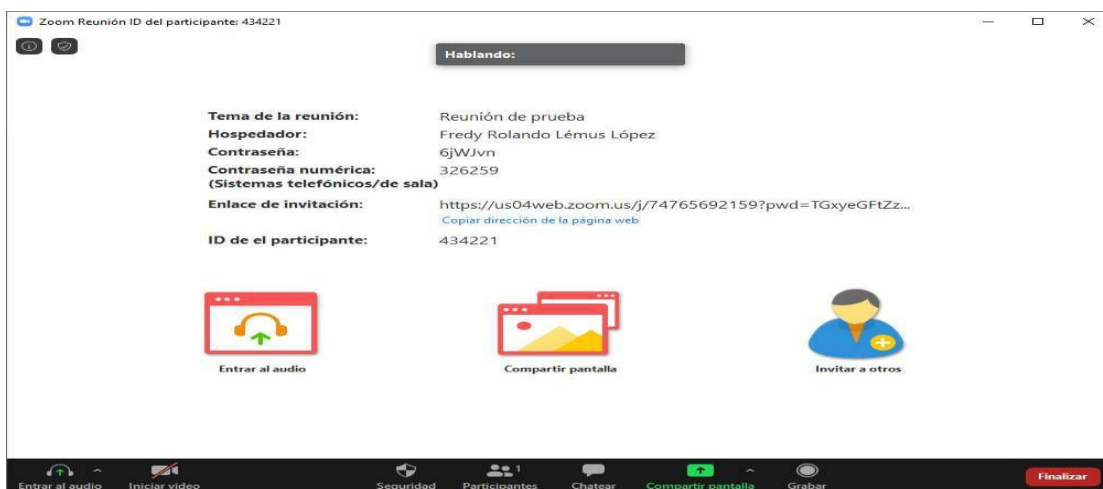 Zoom Reunión ID del participante: 434221
Hablando:
Tema de la reunión: Reunión de prueba
Hospedador: Fredy Rolando Lémus López
Contraseña: 6jWJvn
Contraseña numérica: 326259
(Sistemas telefónicos/de sala)
Enlace de invitación: https://us04web.zoom.us/j/74765692159?pwd=TGxyeGFtZz...
Copiar dirección de la página web
ID de el participante: 434221
Entrar al audio Compartir pantalla Invitar a otros
1
Entrar al audio Iniciar video Seguridad Participantes Chatear Compartir pantalla Grabar Finalizar